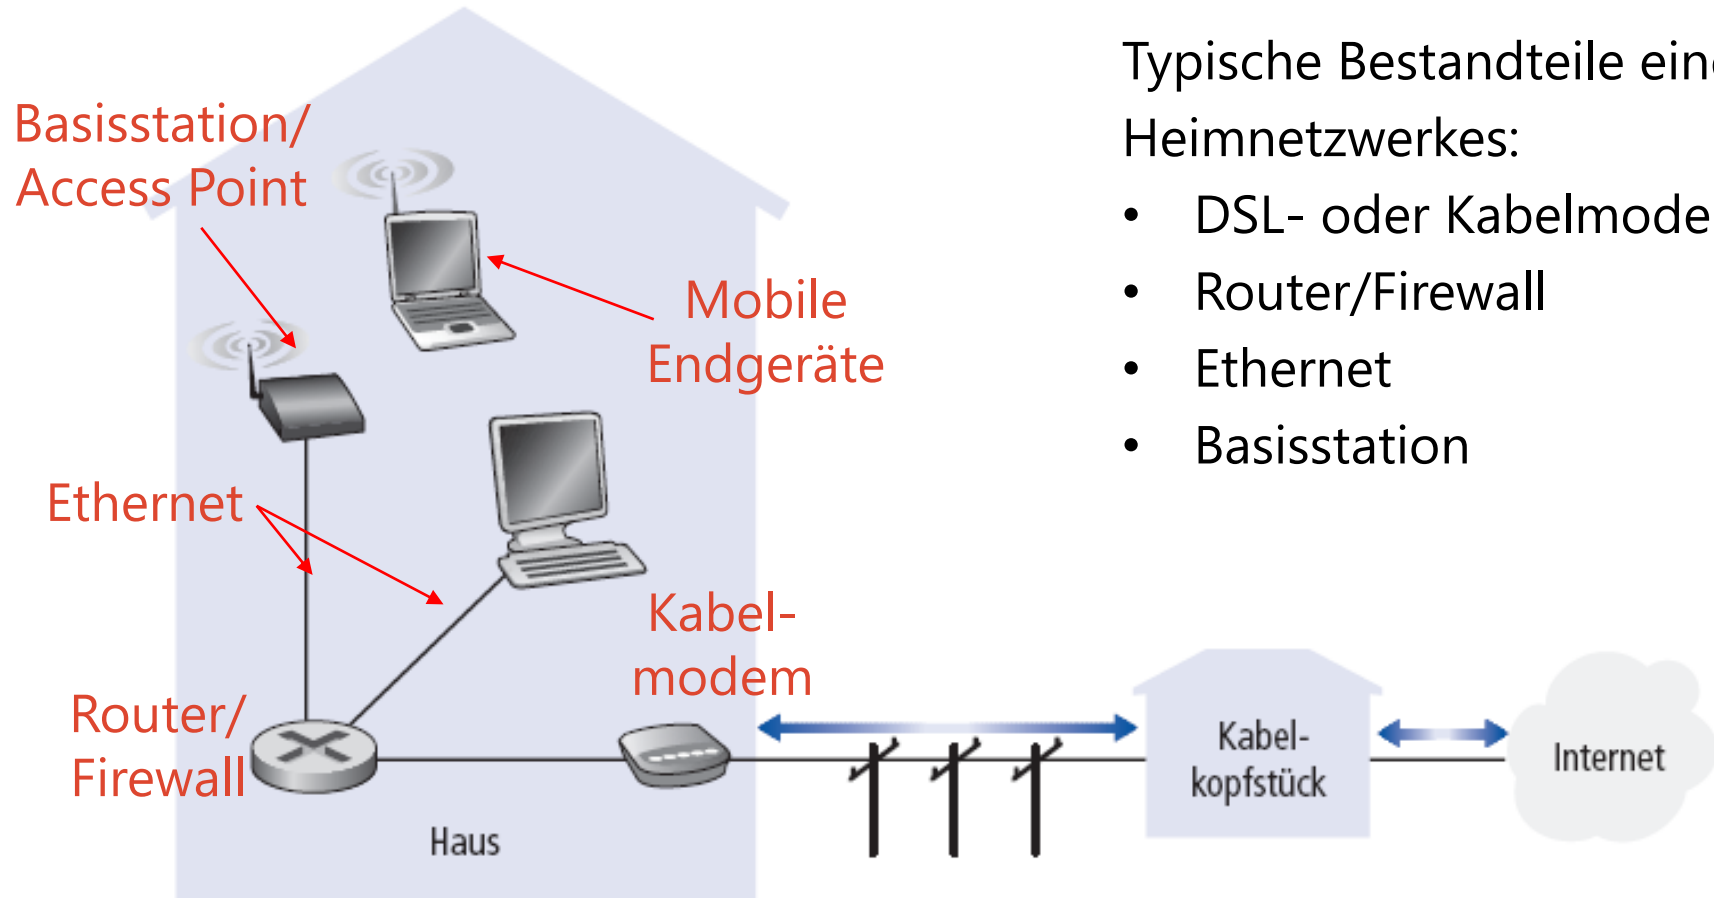 Typische Bestandteile ein
Heimnetzwerkes:
• DSL- oder Kabelmode
• Router/Firewall
• Ethernet
• Basisstation
Basisstation/
Access Point
Mobile
Endgeräte
Ethernet
Kabel-
modem
Router/
Firewall
Haus
Kabel-
kopfstück
Internet